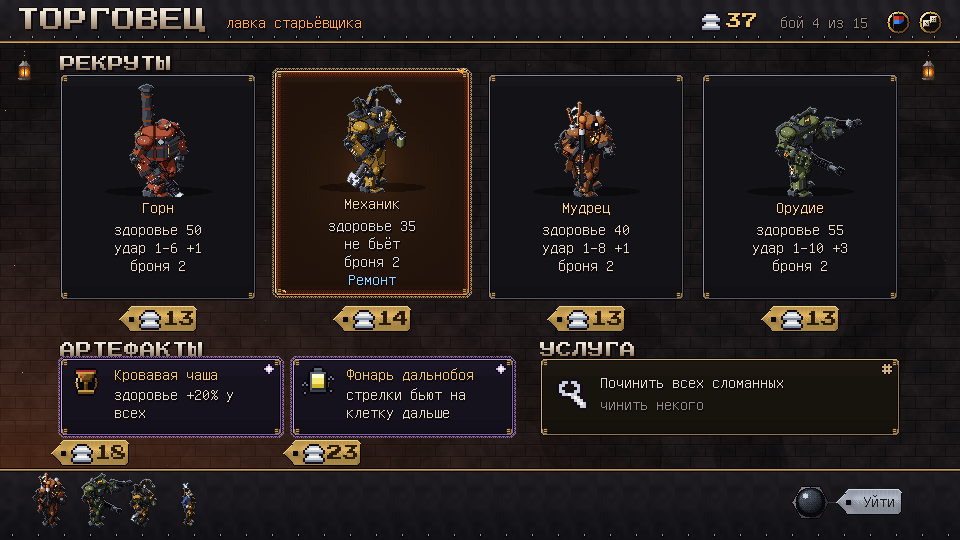 ТОРГОВЕЦ лавка старьёвщика 37 бой 4 из 15
РЕКРУТЫ
Горн
здоровье 50
удар 1-6 +1
броня 2
13
Механик
здоровье 35
не бьёт
броня 2
Ремонт
14
Мудрец
здоровье 40
удар 1-8 +1
броня 2
13
Орудие
здоровье 55
удар 1-10 +3
броня 2
13
АРТЕФАКТЫ
Кровавая чаша
здоровье +20% у
всех
18
Фонарь дальнобоя
стрелки бьют на
клетку дальше
23
УСЛУГА
Починить всех сломанных
чинить некого
Уйти